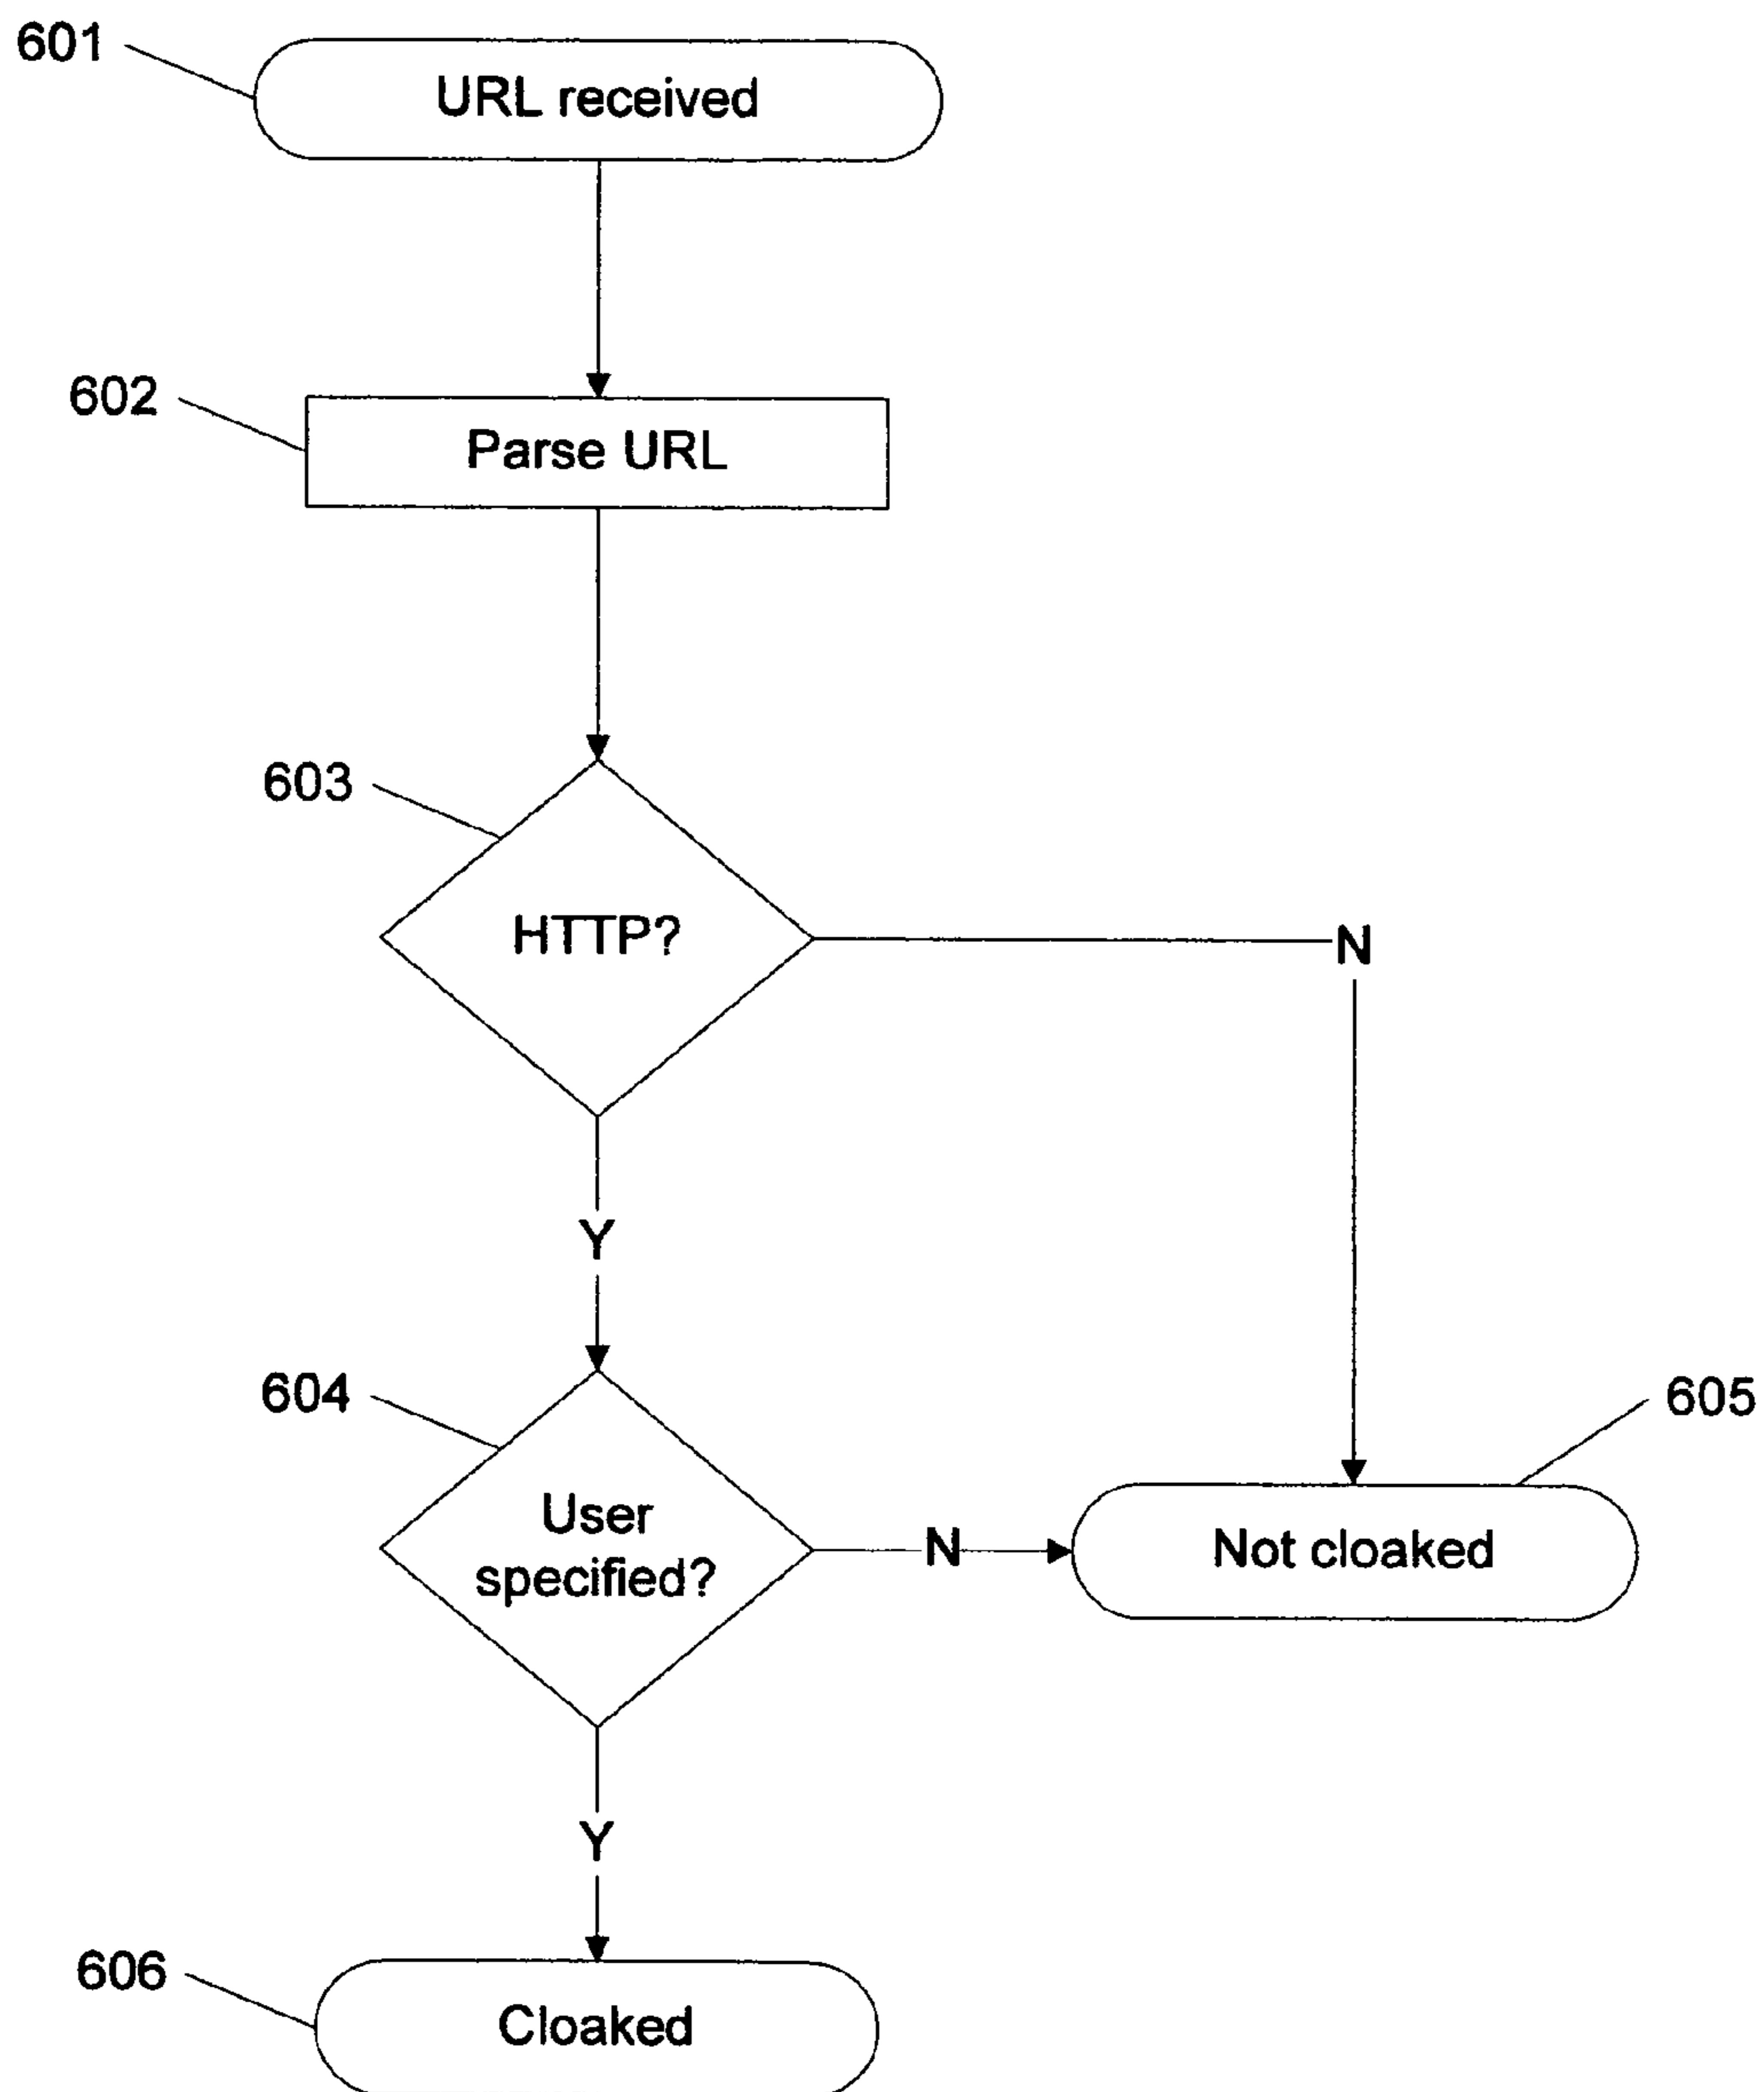 601
URL received
602
Parse URL
603
HTTP?
N
Y
604
605
User
specified?
N
Not cloaked
Y
606
Cloaked